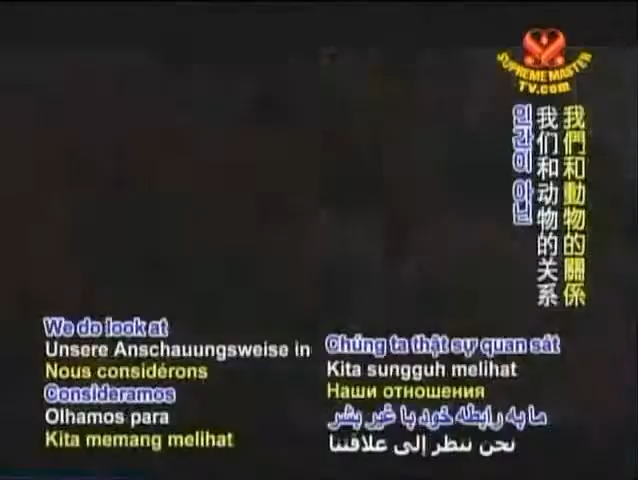 SUPREME MASTER
TV.com
我們和動物的關係
我们和动物的关系
인간이 아닌
We do look at
Unsere Anschauungsweise in
Nous considérons
Consideramos
Olhamos para
Kita memang melihat
Chúng ta thật sự quan sát
Kita sungguh melihat
Наши отношения
ما به رابطه خود با غیر بشر
نحن ننظر إلى علاقتنا